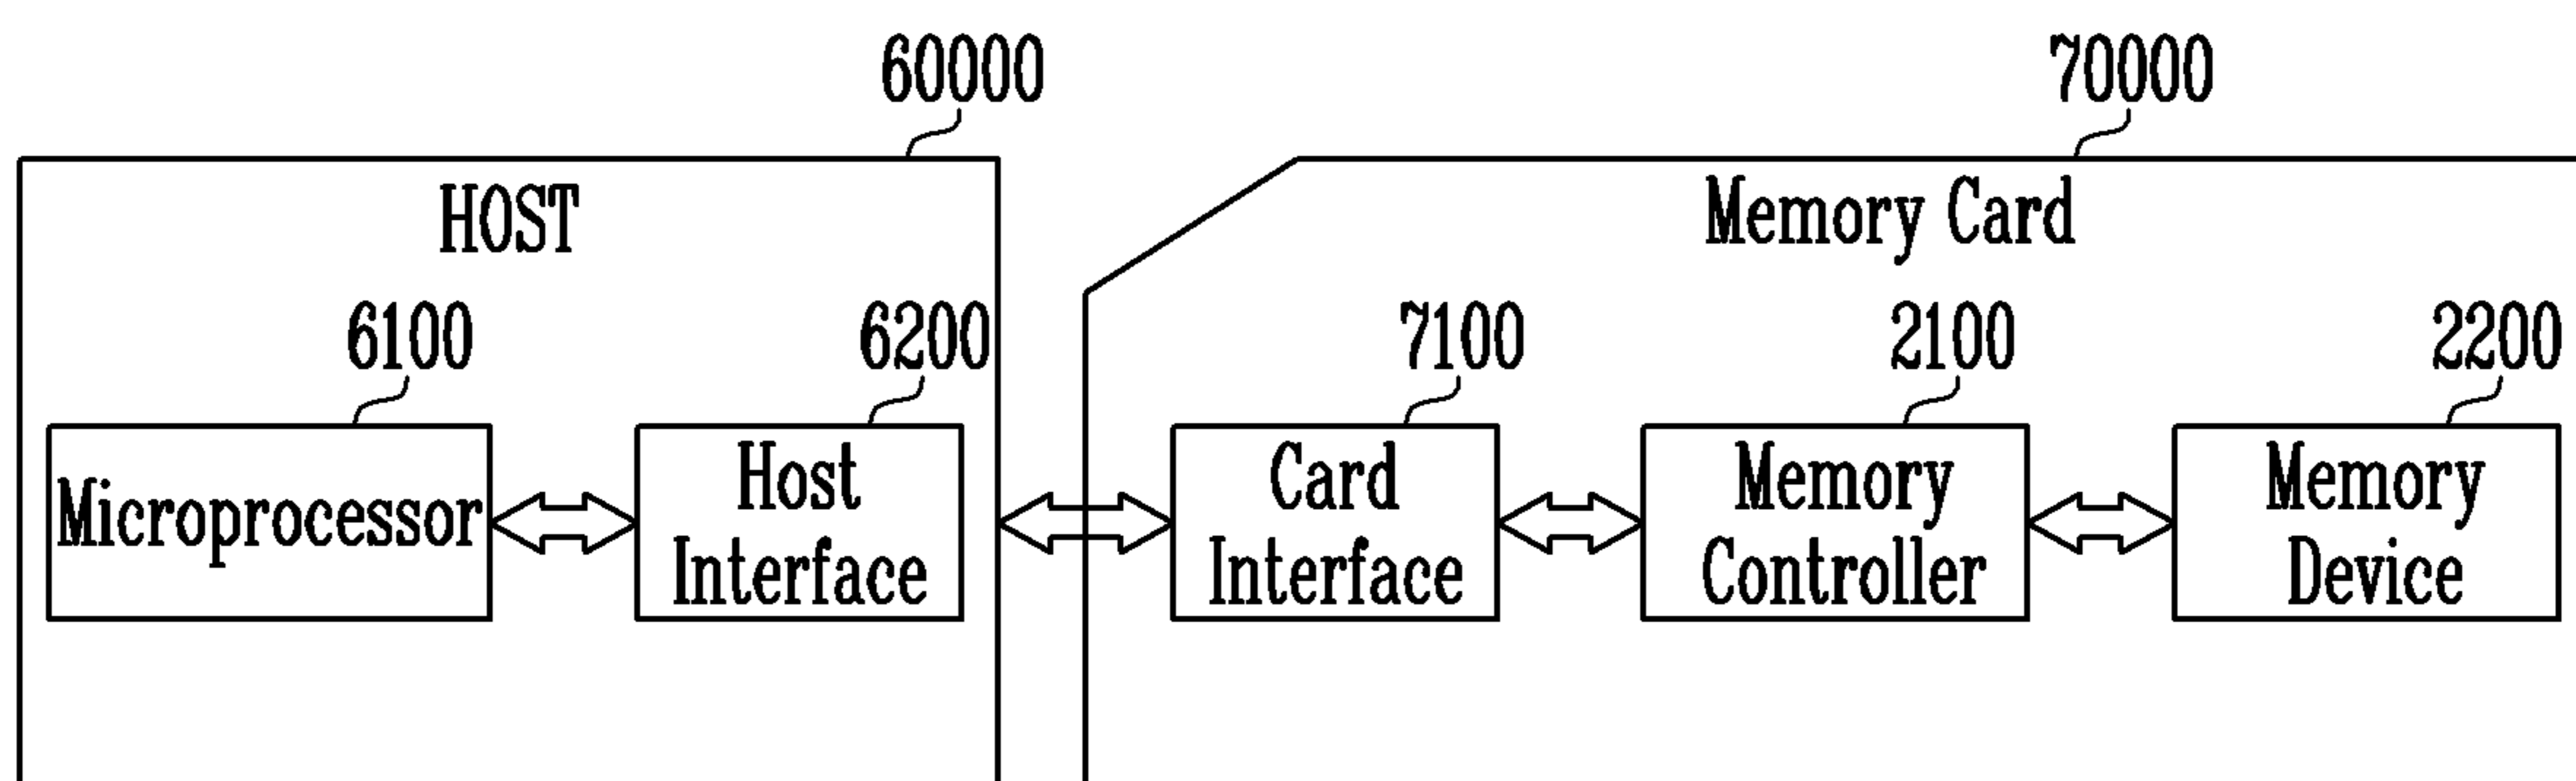 60000
70000
HOST
Memory Card
6100
6200
7100
2100
2200
Microprocessor
Host
Interface
Card
Interface
Memory
Controller
Memory
Device